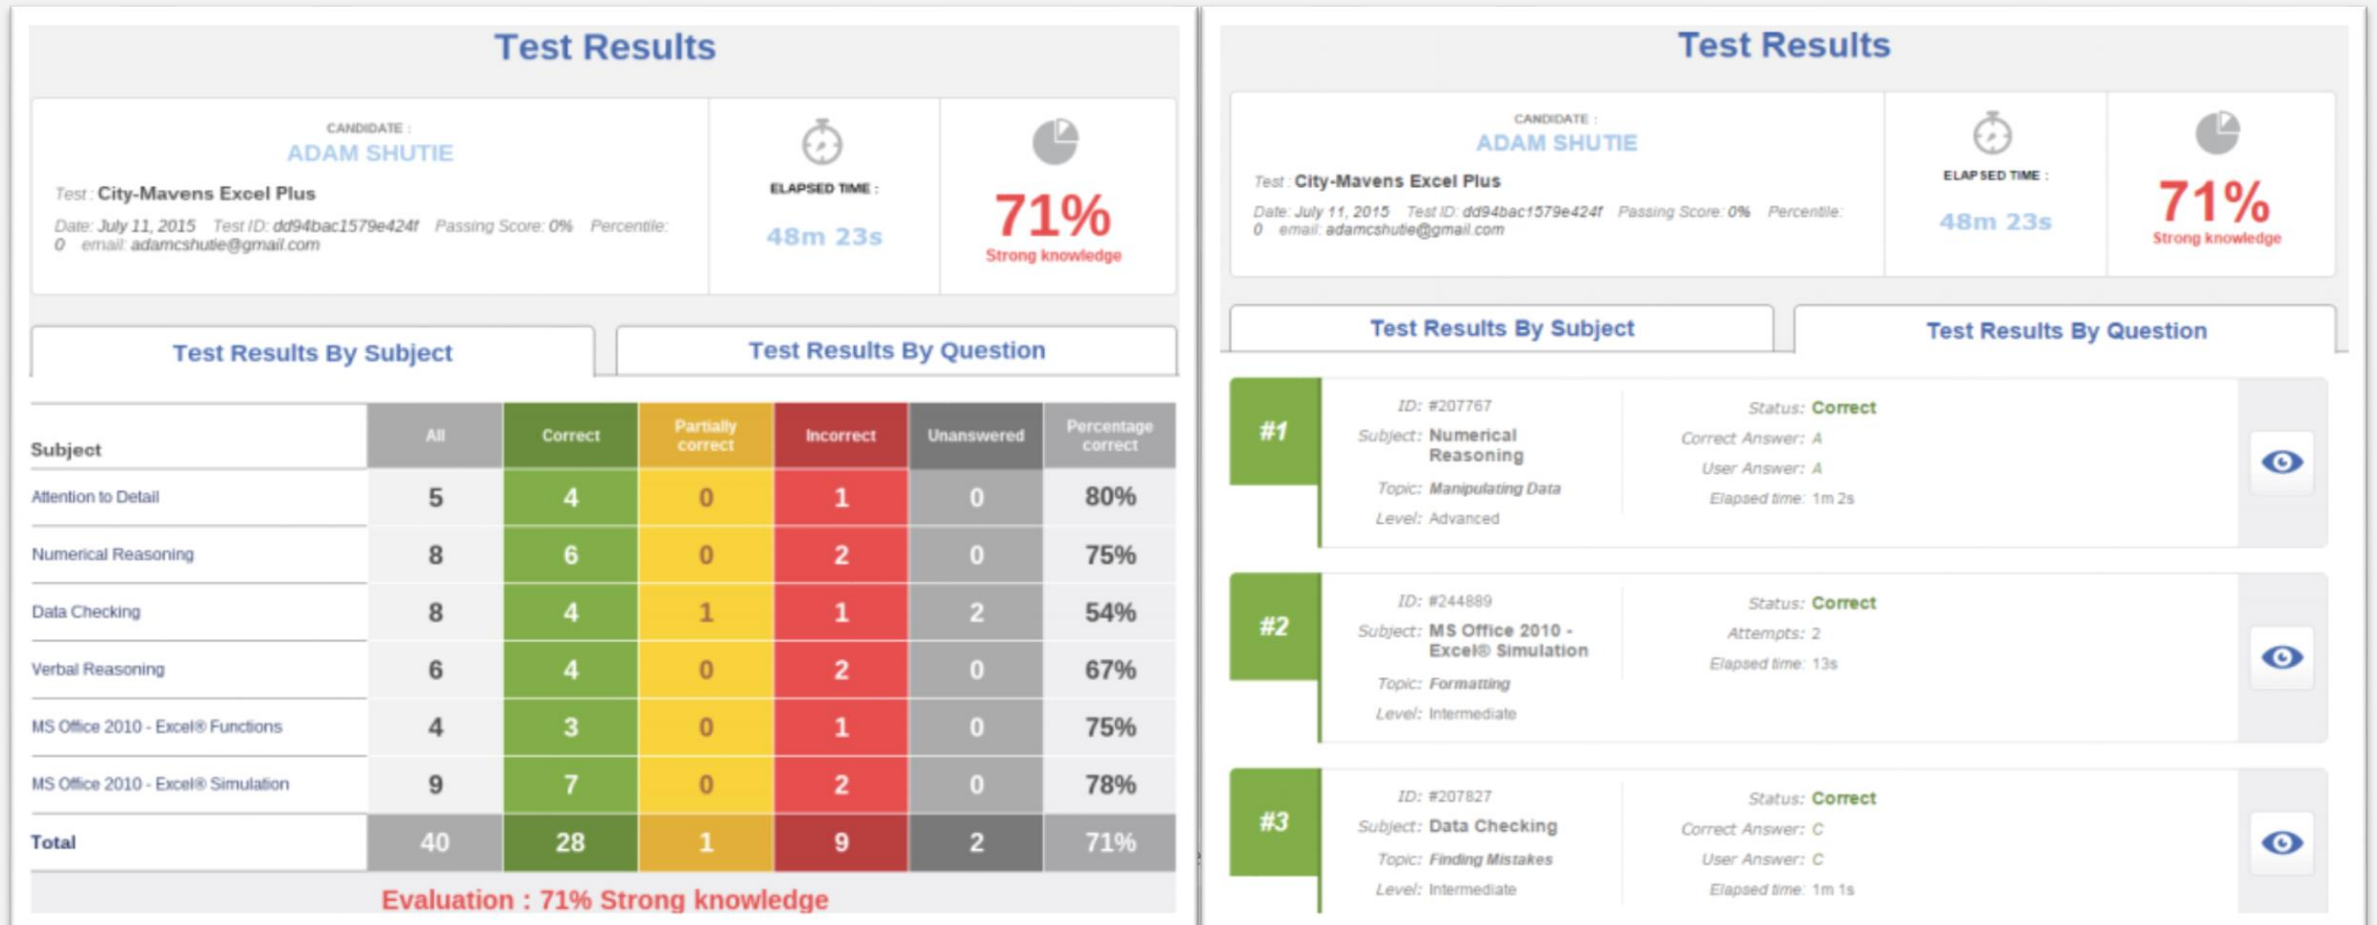 Test Results
CANDIDATE :
ADAM SHUTIE
Test : City-Mavens Excel Plus
Date: July 11, 2015 Test ID: dd94bac1579e424f Passing Score: 0% Percentile:
0 email: adamcshutie@gmail.com
ELAPSED TIME :
48m 23s
71%
Strong knowledge
Test Results By Subject
Test Results By Question
Subject All Correct Partially correct Incorrect Unanswered Percentage correct
Attention to Detail 5 4 0 1 0 80%
Numerical Reasoning 8 6 0 2 0 75%
Data Checking 8 4 1 1 2 54%
Verbal Reasoning 6 4 0 2 0 67%
MS Office 2010 - Excel® Functions 4 3 0 1 0 75%
MS Office 2010 - Excel® Simulation 9 7 0 2 0 78%
Total 40 28 1 9 2 71%
Evaluation : 71% Strong knowledge
Test Results
CANDIDATE :
ADAM SHUTIE
Test : City-Mavens Excel Plus
Date: July 11, 2015 Test ID: dd94bac1579e424f Passing Score: 0% Percentile:
0 email: adamcshutie@gmail.com
ELAPSED TIME :
48m 23s
71%
Strong knowledge
Test Results By Subject
Test Results By Question
#1
ID: #207767
Subject: Numerical
Reasoning
Topic: Manipulating Data
Level: Advanced
Status: Correct
Correct Answer: A
User Answer: A
Elapsed time: 1m 2s
#2
ID: #244889
Subject: MS Office 2010 -
Excel® Simulation
Topic: Formatting
Level: Intermediate
Status: Correct
Attempts: 2
Elapsed time: 13s
#3
ID: #207827
Subject: Data Checking
Topic: Finding Mistakes
Level: Intermediate
Status: Correct
Correct Answer: C
User Answer: C
Elapsed time: 1m 1s